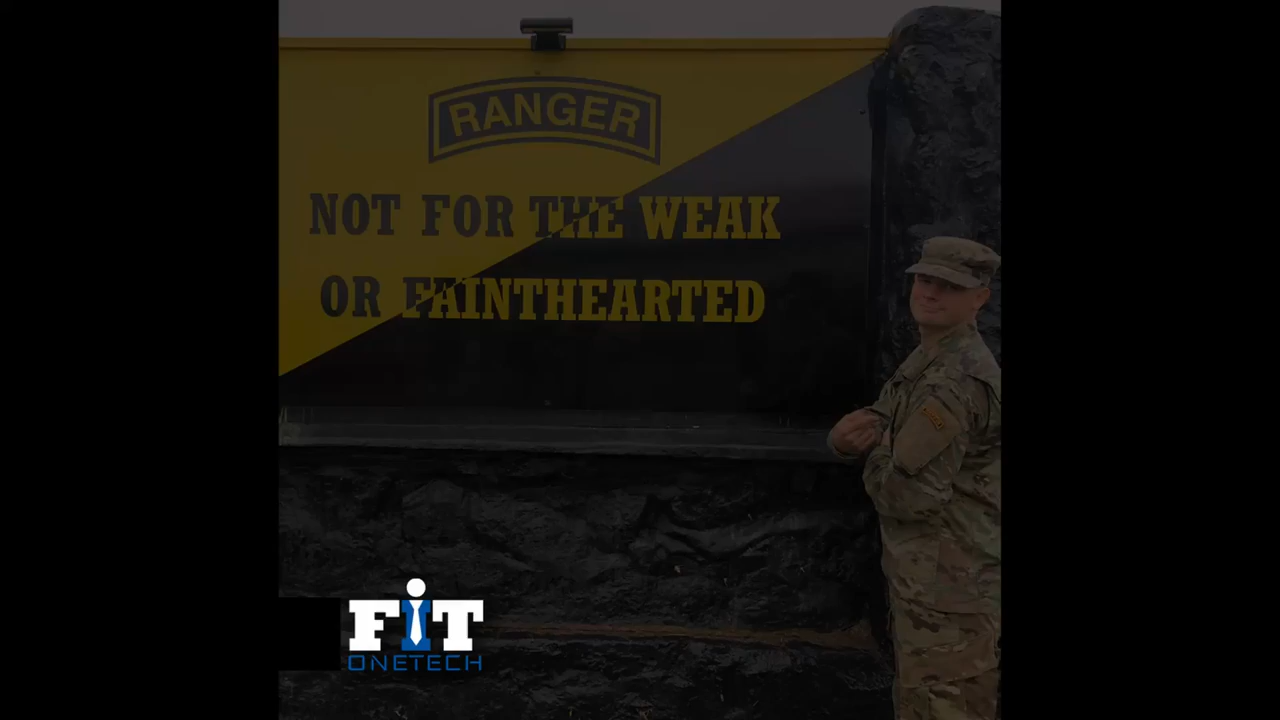 RANGER
NOT FOR THE WEAK
OR FAINTHEARTED
FiT
ONETECH